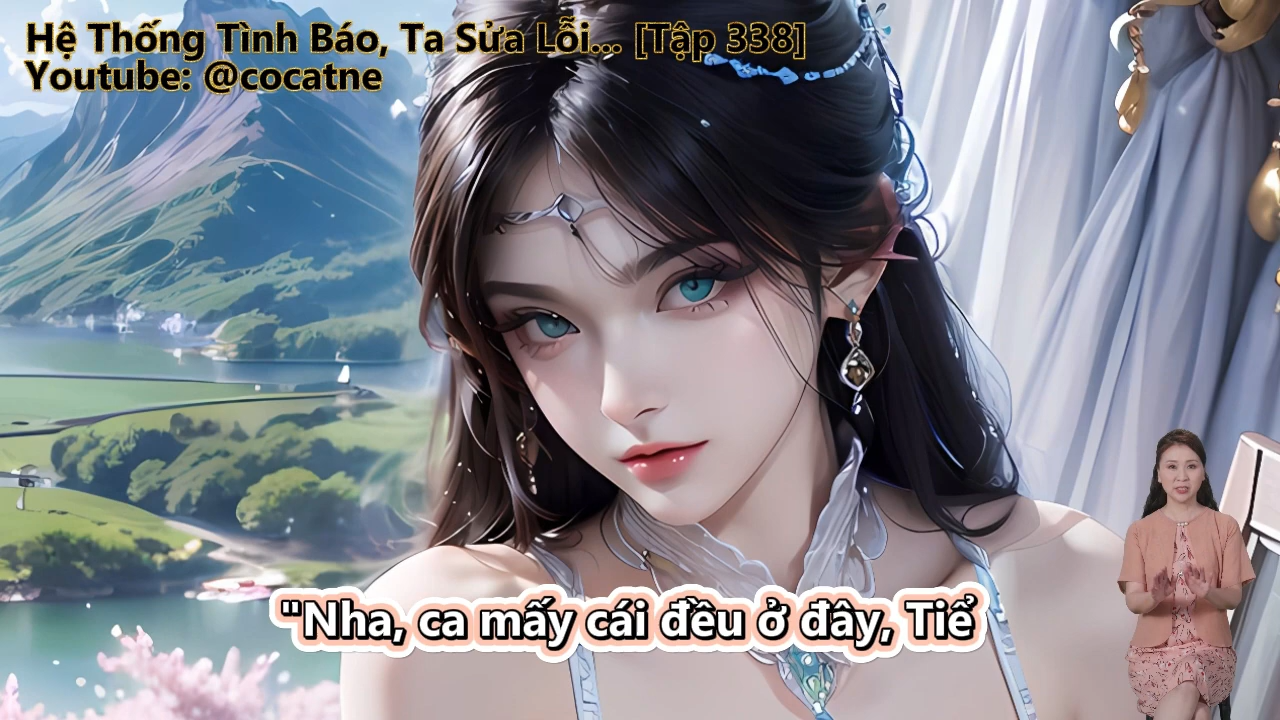 Hệ Thống Tình Báo, Ta Sửa Lỗi... [Tập 338]
Youtube: @cocatne
"Nha, ca mấy cái đều ở đây, Tiể